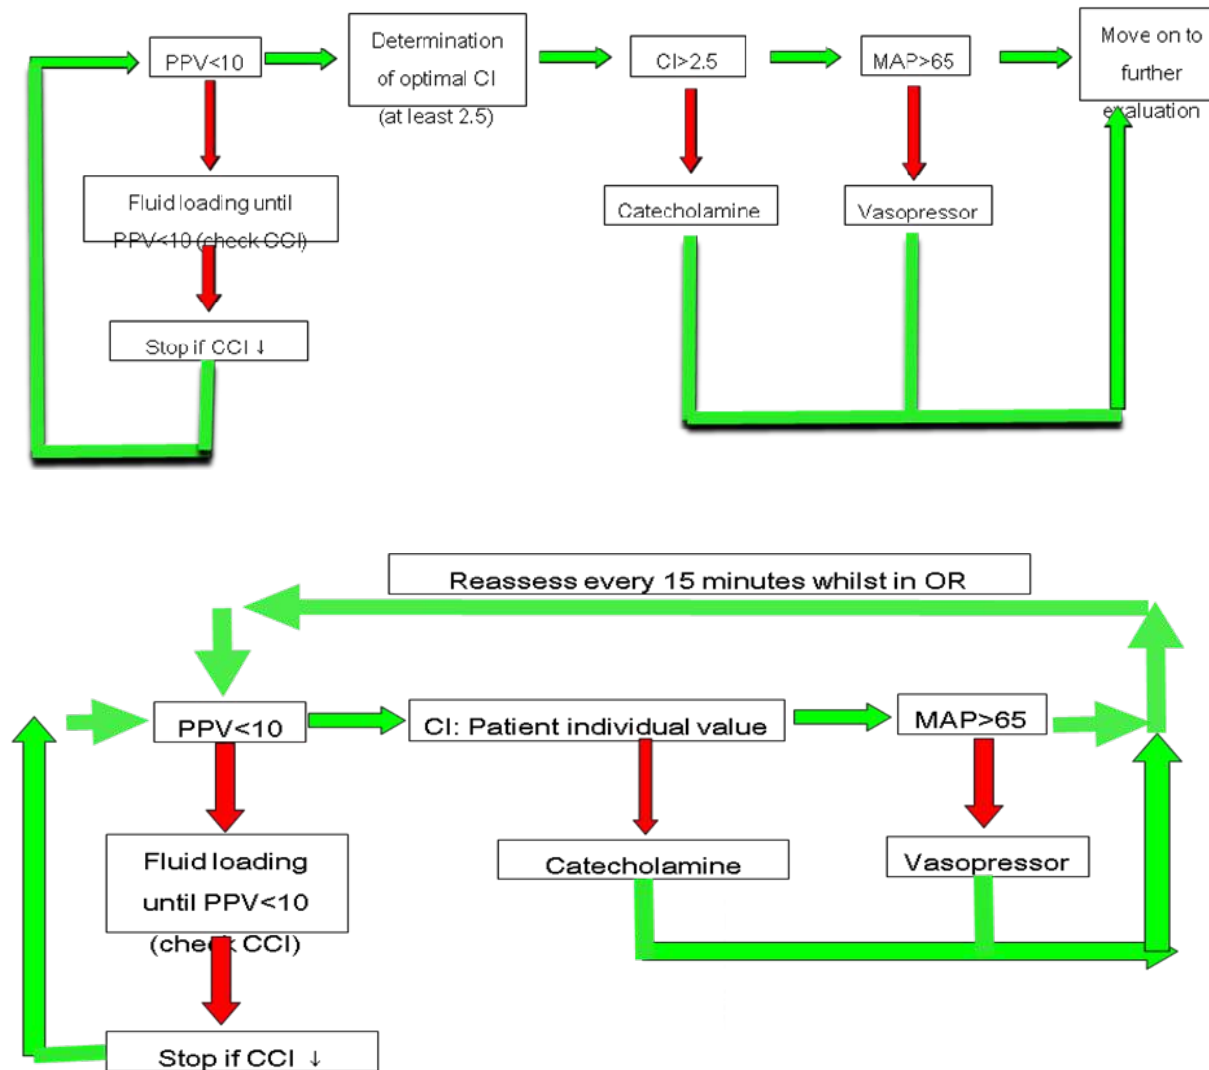 PPV<10
Determination
of optimal CI
(at least 2.5)
CI>2.5
MAP>65
Move on to
further
evaluation
Fluid loading until
PPV<10 (check CCI)
Catecholamine
Vasopressor
Stop if CCI ↓
Reassess every 15 minutes whilst in OR
PPV<10
CI: Patient individual value
MAP>65
Fluid loading
until PPV<10
(check CCI)
Catecholamine
Vasopressor
Stop if CCI ↓